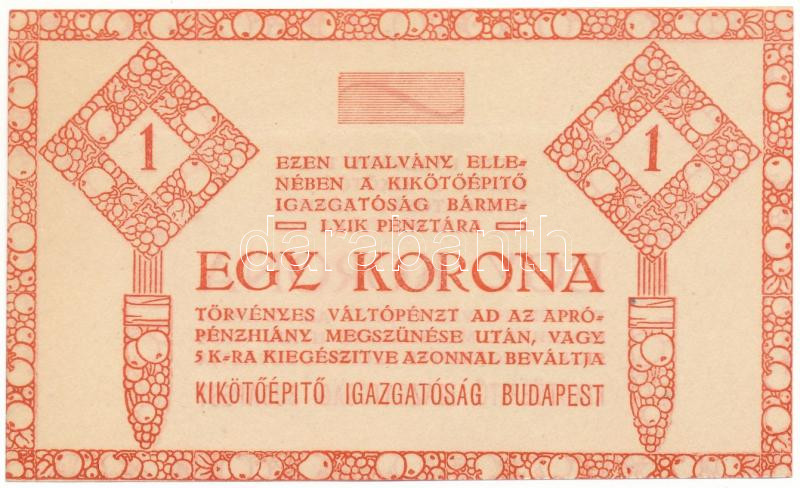 1
1
EZEN UTALVÁNY ELLE-
NÉBEN A KIKÖTŐÉPITŐ
IGAZGATÓSÁG BÁRME-
LYIK PÉNZTÁRA
EGY KORONA
TÖRVÉNYES VÁLTÓPÉNZT AD AZ APRÓ-
PÉNZHIÁNY MEGSZÜNÉSE UTÁN, VAGY
5 K-RA KIEGÉSZITVE AZONNAL BEVÁLTJA
KIKÖTŐÉPITŐ IGAZGATÓSÁG BUDAPEST
darabanth